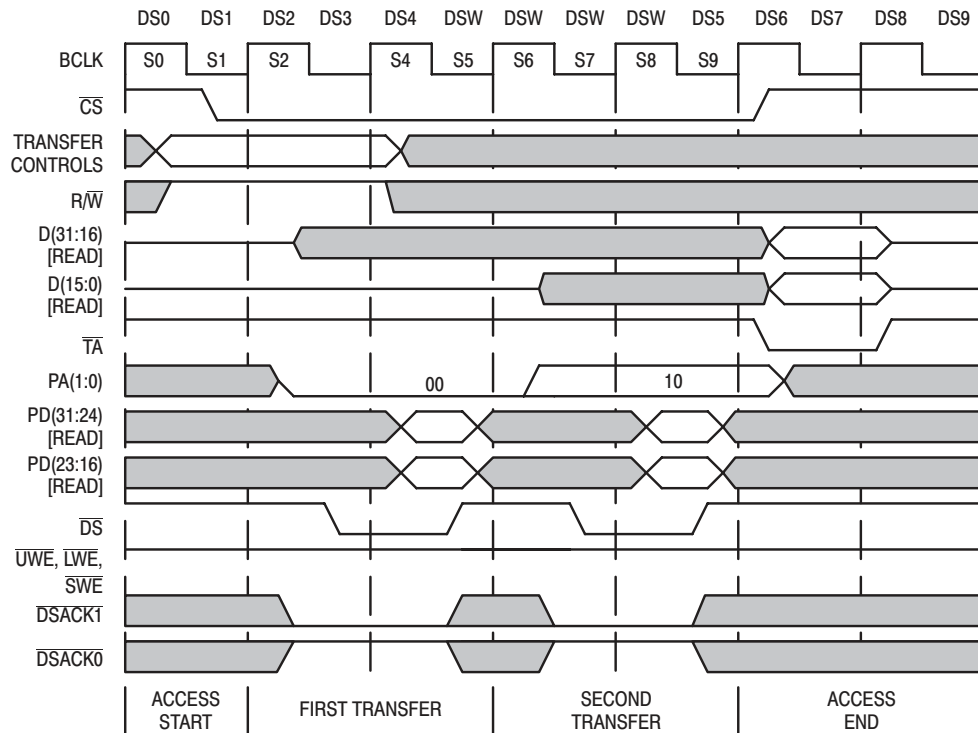 DS0 DS1 DS2 DS3 DS4 DSW DSW DSW DSW DS5 DS6 DS7 DS8 DS9
BCLK S0 S1 S2 S4 S5 S6 S7 S8 S9
CS
TRANSFER
CONTROLS
R/W
D(31:16)
[READ]
D(15:0)
[READ]
TA
PA(1:0) 00 10
PD(31:24)
[READ]
PD(23:16)
[READ]
DS
UWE, LWE,
SWE
DSACK1
DSACK0
ACCESS
START
FIRST TRANSFER
SECOND
TRANSFER
ACCESS
END